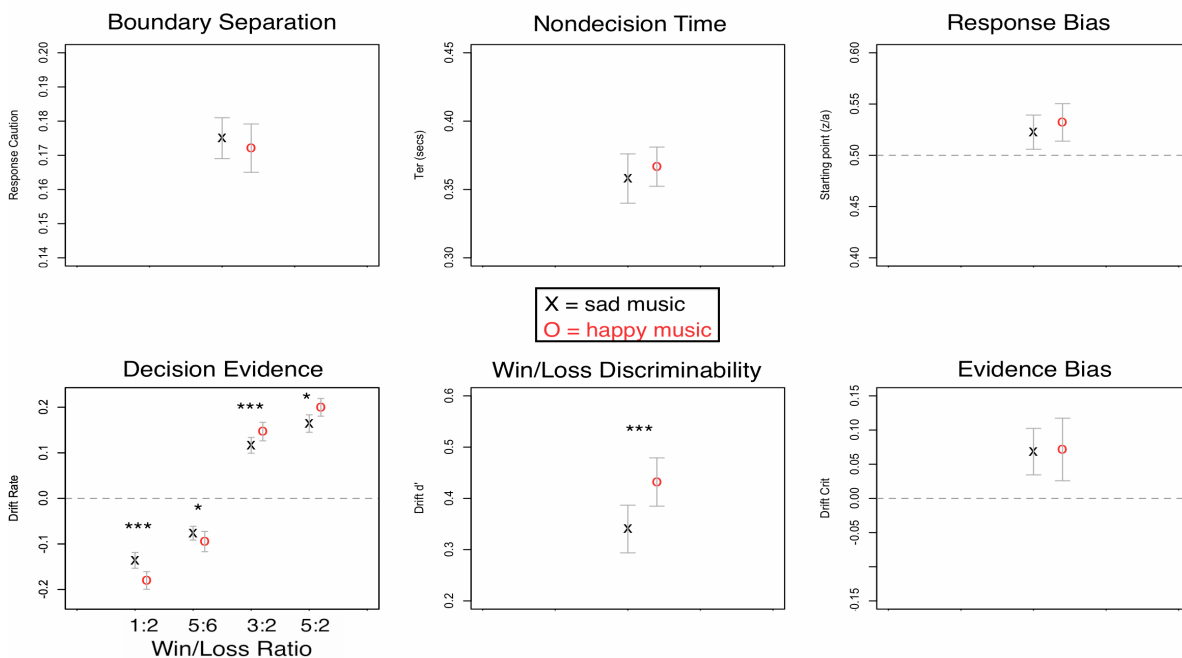 Boundary Separation
Response Caution
0.20
0.19
0.18
0.17
0.16
0.15
0.14
X
O
Nondecision Time
Ter (secs)
0.45
0.40
0.35
0.30
X
O
Response Bias
Starting point (z/a)
0.60
0.55
0.50
0.45
0.40
X
O
X = sad music
O = happy music
Decision Evidence
Drift Rate
0.2
0.1
0.0
-0.1
-0.2
*** * *** *
X O X O X O X O
1:2 5:6 3:2 5:2
Win/Loss Ratio
Win/Loss Discriminability
Drift d'
0.6
0.5
0.4
0.3
0.2
***
X
O
Evidence Bias
Drift Crit
0.15
0.10
0.05
0.00
-0.05
-0.15
X
O